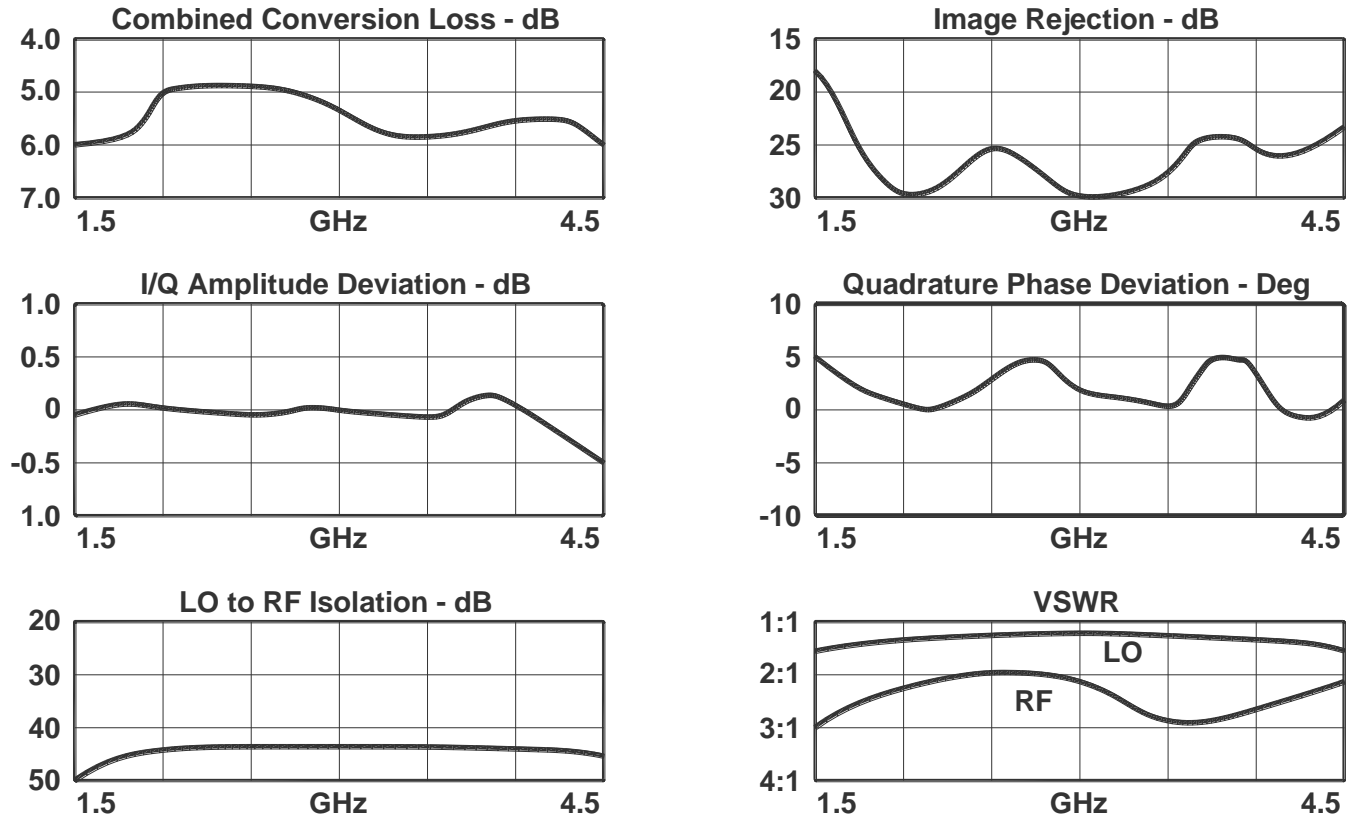 Combined Conversion Loss - dB
4.0
5.0
6.0
7.0
1.5 GHz 4.5
Image Rejection - dB
15
20
25
30
1.5 GHz 4.5
I/Q Amplitude Deviation - dB
1.0
0.5
0
-0.5
1.0
1.5 GHz 4.5
Quadrature Phase Deviation - Deg
10
5
0
-5
-10
1.5 GHz 4.5
LO to RF Isolation - dB
20
30
40
50
1.5 GHz 4.5
VSWR
1:1
2:1
3:1
4:1
LO
RF
1.5 GHz 4.5